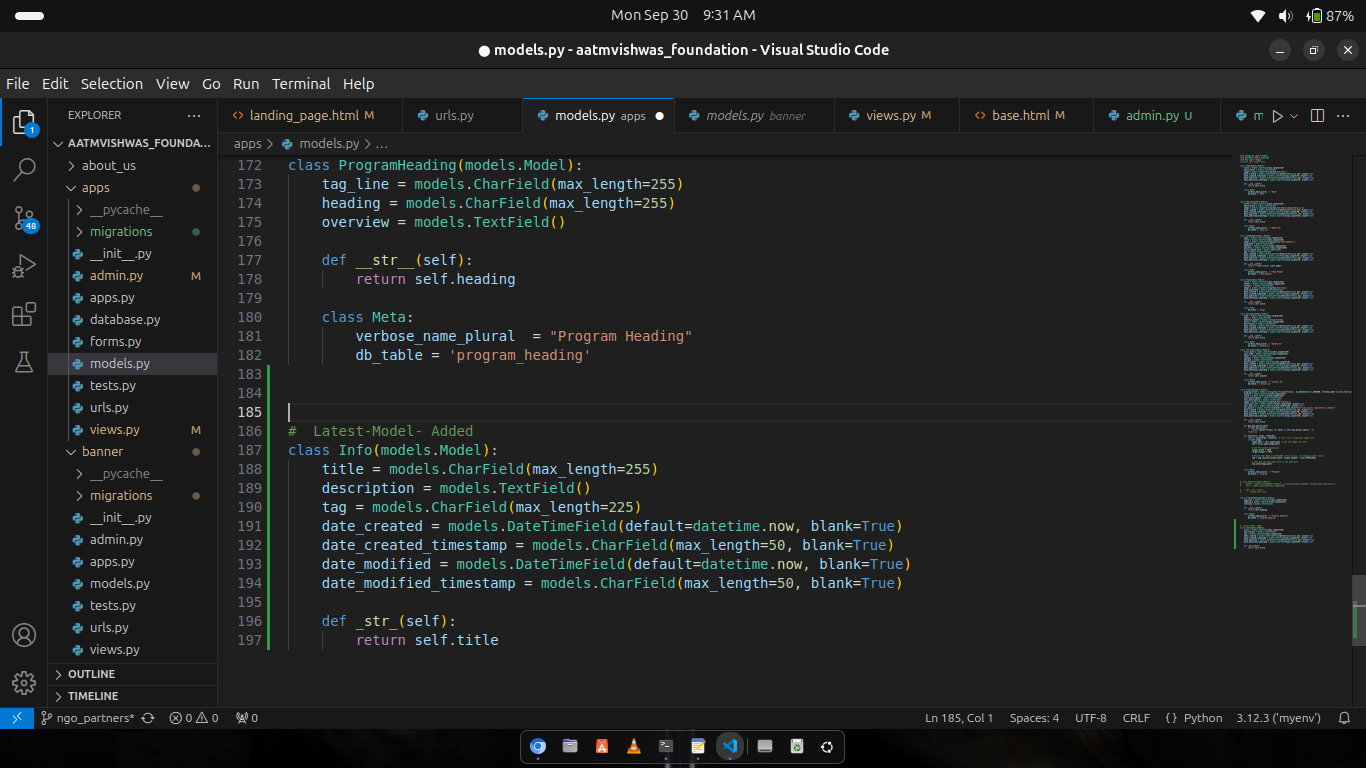 Mon Sep 30 9:31 AM
87%
● models.py - aatmvishwas_foundation - Visual Studio Code
File Edit Selection View Go Run Terminal Help
EXPLORER
landing_page.html M
urls.py
models.py apps
models.py banner
views.py M
base.html M
admin.py U
m
1
48
AATMVISHWAS_FOUNDA...
about_us
apps
__pycache__
migrations
__init__.py
admin.py M
apps.py
database.py
forms.py
models.py
tests.py
urls.py
views.py M
banner
__pycache__
migrations
__init__.py
admin.py
apps.py
models.py
tests.py
urls.py
views.py
OUTLINE
TIMELINE
apps > models.py > ...
172 class ProgramHeading(models.Model):
173 tag_line = models.CharField(max_length=255)
174 heading = models.CharField(max_length=255)
175 overview = models.TextField()
176
177 def __str__(self):
178 return self.heading
179
180 class Meta:
181 verbose_name_plural  = "Program Heading"
182 db_table = 'program_heading'
183
184
185
186 #  Latest-Model- Added
187 class Info(models.Model):
188 title = models.CharField(max_length=255)
189 description = models.TextField()
190 tag = models.CharField(max_length=225)
191 date_created = models.DateTimeField(default=datetime.now, blank=True)
192 date_created_timestamp = models.CharField(max_length=50, blank=True)
193 date_modified = models.DateTimeField(default=datetime.now, blank=True)
194 date_modified_timestamp = models.CharField(max_length=50, blank=True)
195
196 def _str_(self):
197 return self.title
ngo_partners* 0 0 0
Ln 185, Col 1 Spaces: 4 UTF-8 CRLF { } Python 3.12.3 ('myenv')